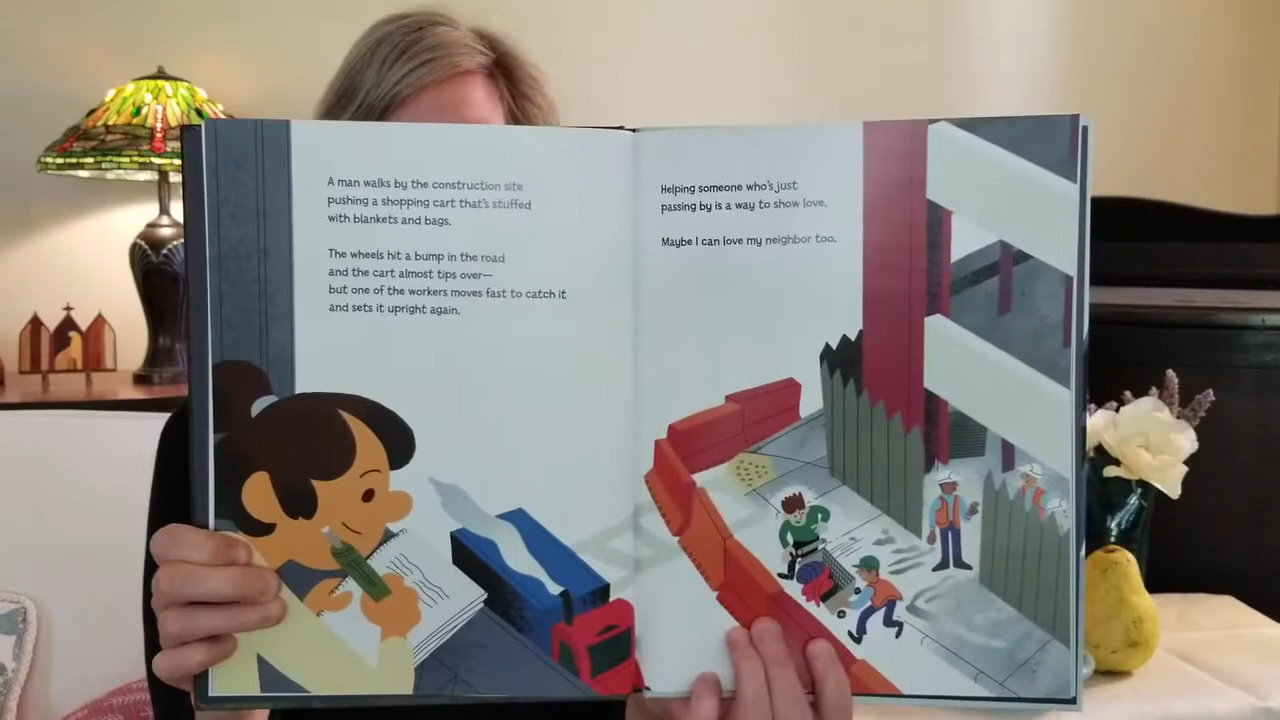 A man walks by the construction site
pushing a shopping cart that's stuffed
with blankets and bags.
The wheels hit a bump in the road
and the cart almost tips over—
but one of the workers moves fast to catch it
and sets it upright again.
Helping someone who's just
passing by is a way to show love.
Maybe I can love my neighbor too.